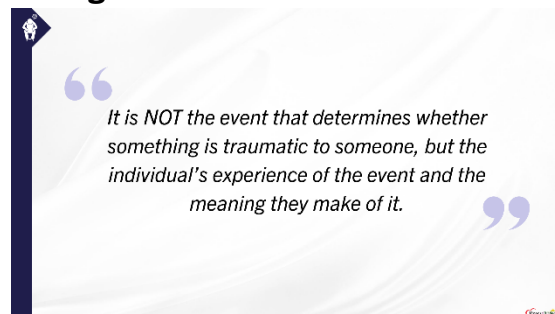 “
It is NOT the event that determines whether
something is traumatic to someone, but the
individual’s experience of the event and the
meaning they make of it.
”